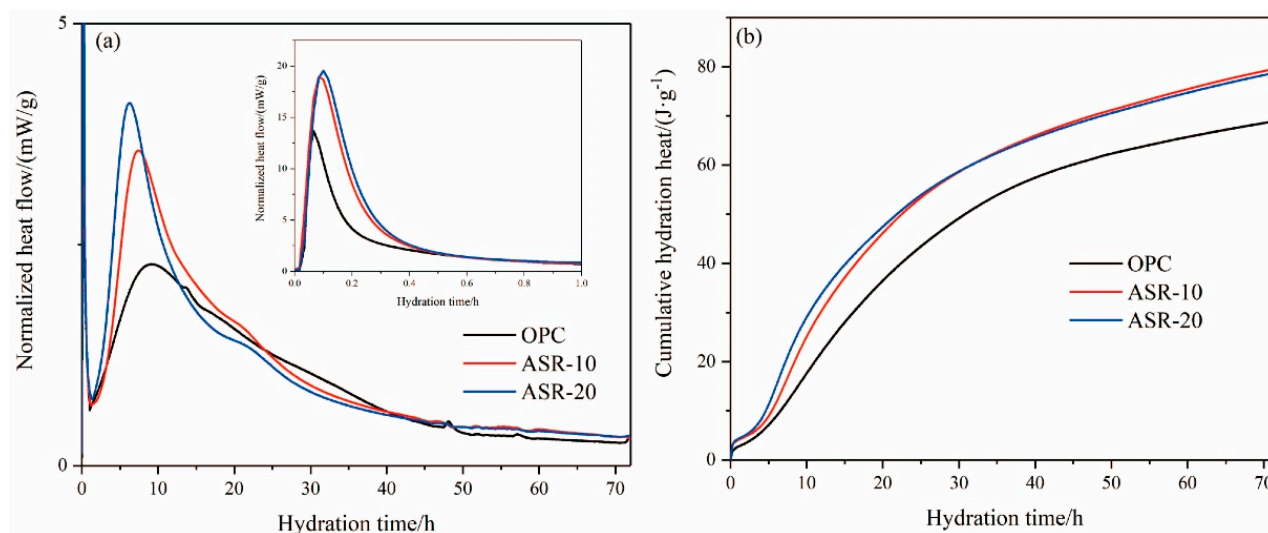 (a)
5
0
Normalized heat flow/(mW/g)
0
10
20
30
40
50
60
70
Hydration time/h
OPC
ASR-10
ASR-20
20
15
10
5
0
Normalized heat flow/(mW/g)
0.0
0.2
0.4
0.6
0.8
1.0
Hydration time/h
(b)
80
60
40
20
0
Cumulative hydration heat/(J·g⁻¹)
0
10
20
30
40
50
60
70
Hydration time/h
OPC
ASR-10
ASR-20